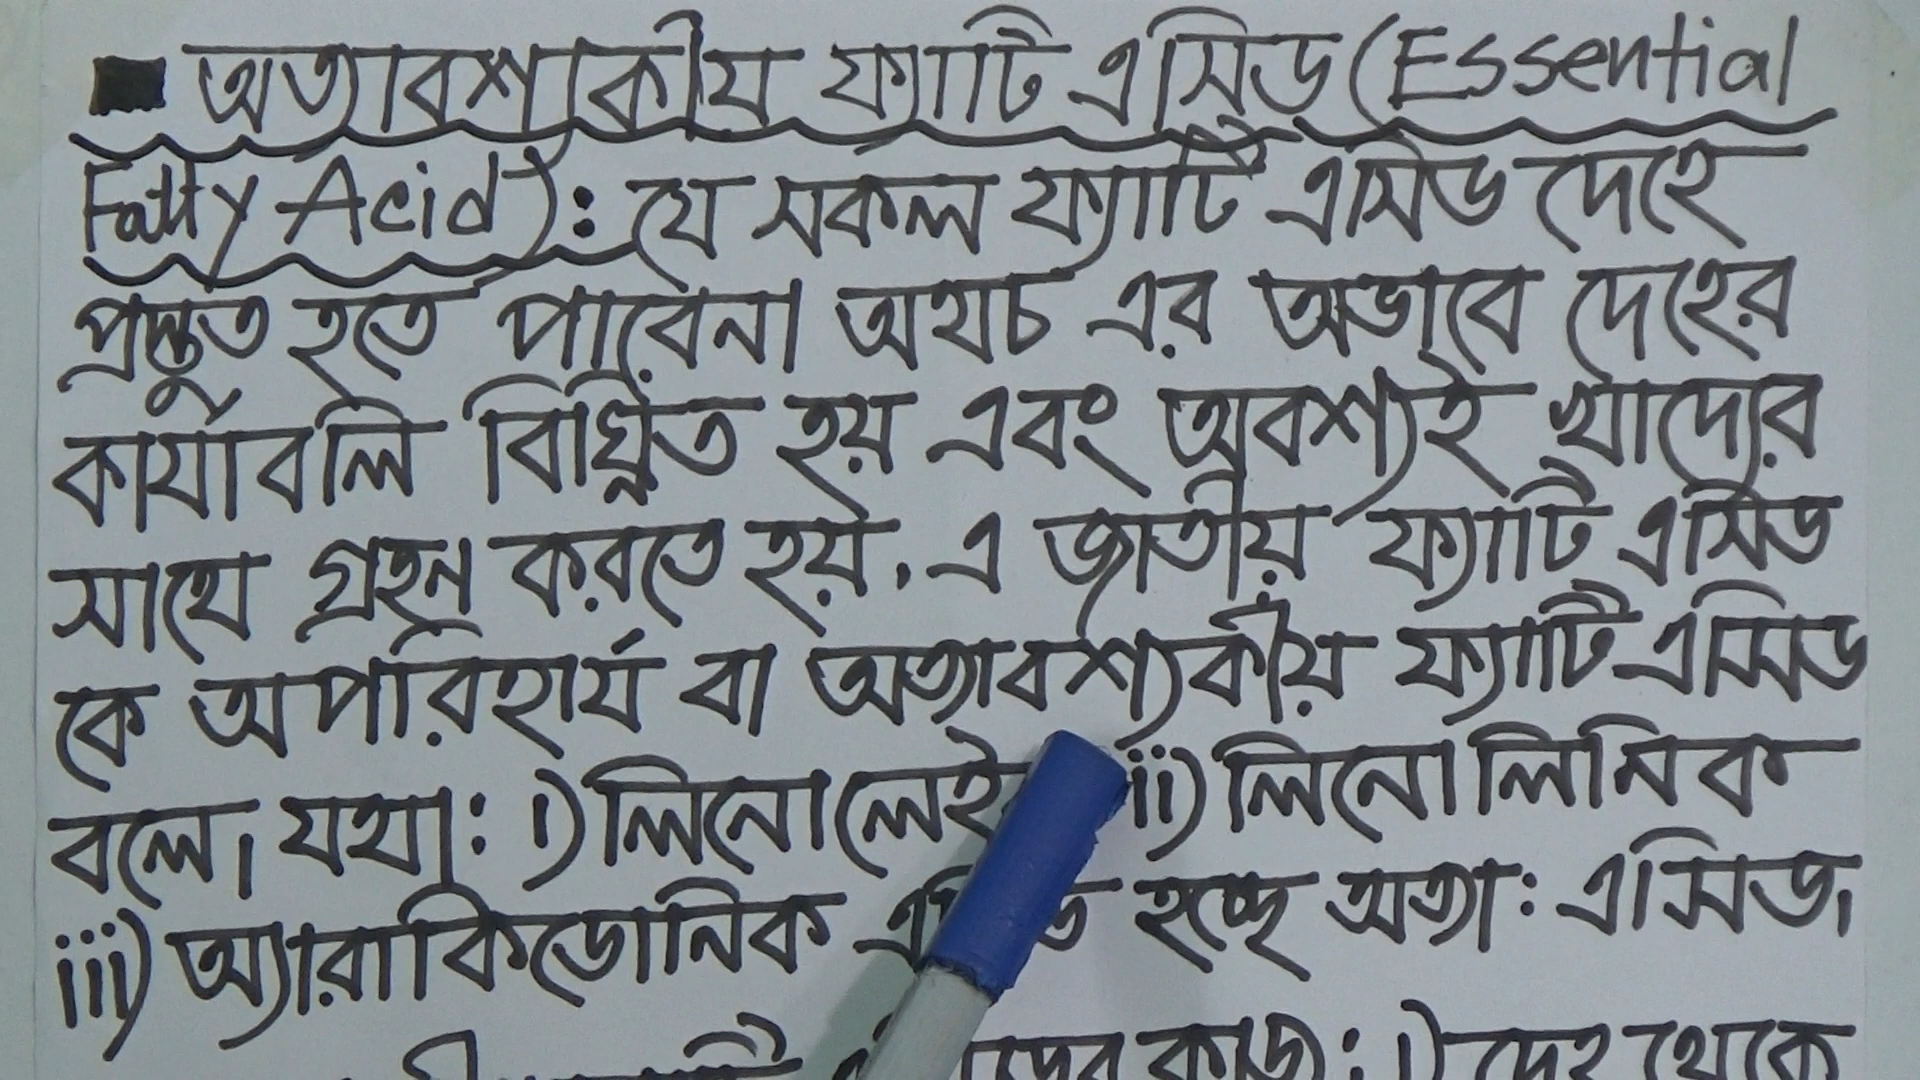 অত্যাবশ্যকীয় ফ্যাটি এসিড (Essential
Fatty Acid): যে সকল ফ্যাটি এসিড দেহে
প্রস্তুত হতে পারেনা অথচ এর অভাবে দেহের
কার্যাবলি বিঘ্নিত হয় এবং অবশ্যই খাদ্যের
সাথে গ্রহন করতে হয়. এ জাতীয় ফ্যাটি এসিড
কে অপরিহার্য বা অত্যাবশ্যকীয় ফ্যাটি এসিড
বলে। যথা: i) লিনোলেই ii) লিনোলিনিক
iii) অ্যারাকিডোনিক হচ্ছে অত্যা: এসিড।
কাজ: i) দেহ থেকে